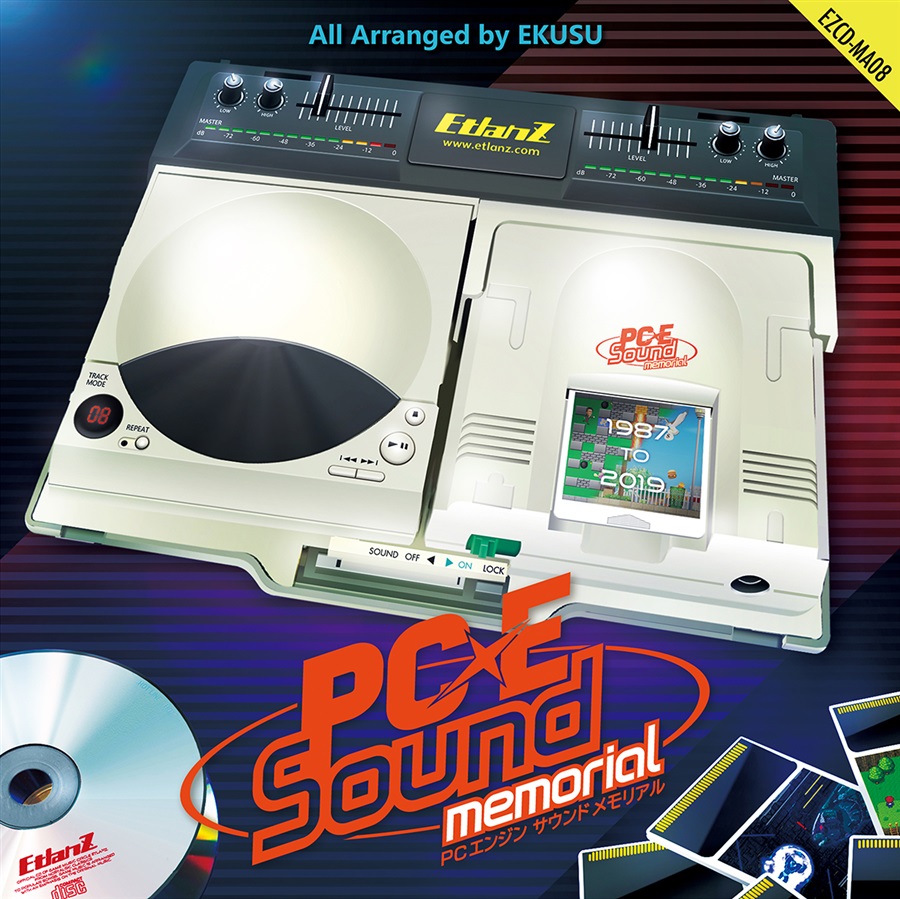 All Arranged by EKUSU
EZCD-MA08
LOW
HIGH
LEVEL
MASTER
dB -72 -60 -48 -36 -24 -12 0
EtlanZ
www.etlanz.com
LEVEL
LOW
HIGH
MASTER
dB -72 -60 -48 -36 -24 -12 0
PC E
Sound
memorial
TRACK
MODE
08
REPEAT
1987
TO
2019
SOUND OFF ◀ ▶ ON LOCK
PC E
Sound
memorial
PCエンジン サウンド メモリアル
EtlanZ
COMPACT
disc